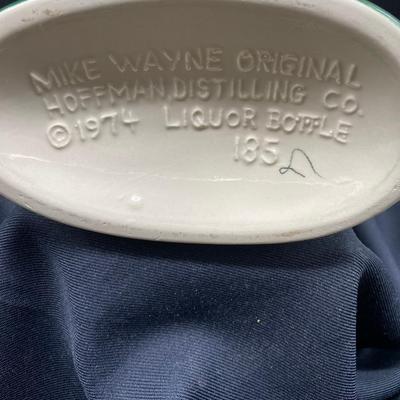 MIKE WAYNE ORIGINAL
HOFFMAN DISTILLING CO.
©1974 LIQUOR BOTTLE
185